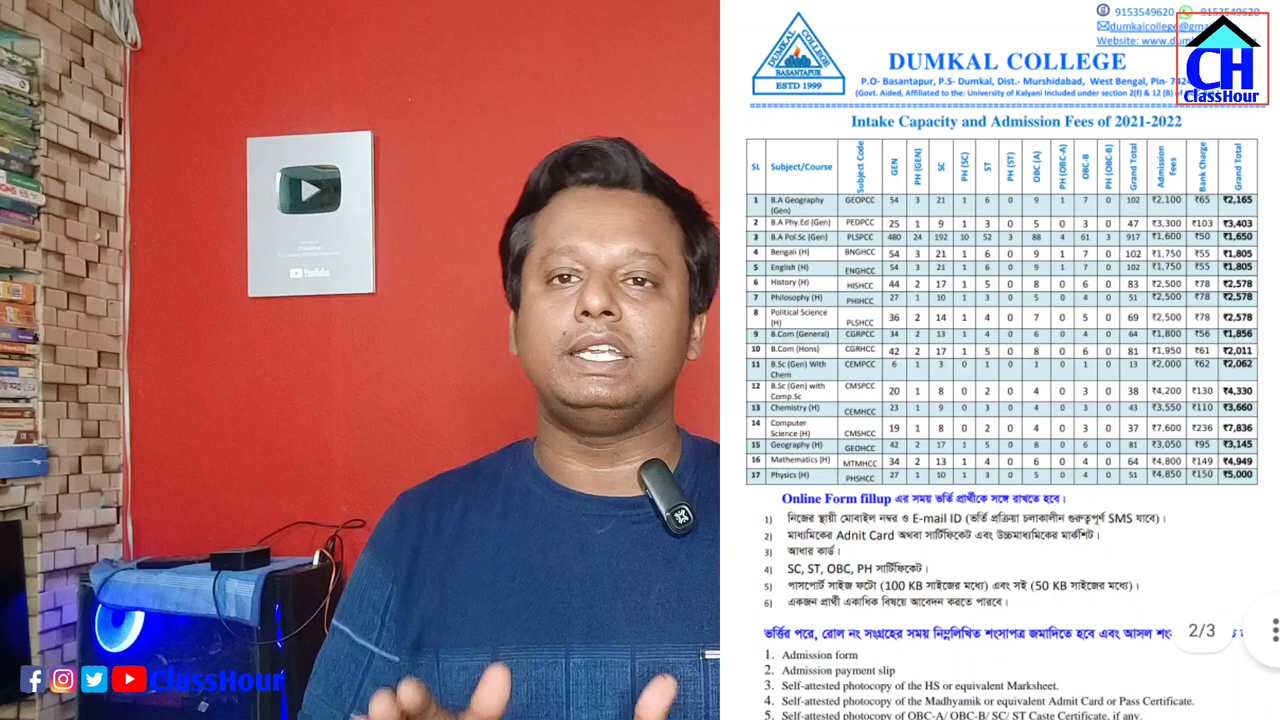 YouTube
ClassHour
9153549620 9153549620
dumkalcollege@gmai
Website: www.dum
CH
ClassHour
DUMKAL COLLEGE
BASANTAPUR
ESTD 1999
P.O- Basantapur, P.S- Dumkal, Dist.- Murshidabad, West Bengal, Pin- 742
(Govt. Aided, Affiliated to the: University of Kalyani Included under section 2(f) & 12 (B) of
Intake Capacity and Admission Fees of 2021-2022
SL Subject/Course Subject Code GEN PH (GEN) SC PH (SC) ST PH (ST) OBC (A) PH (OBC-A) OBC-B PH (OBC-B) Grand Total Admission Fees Bank Charge Grand Total
1 B.A Geography (Gen) GEOPCC 54 3 21 1 6 0 9 1 7 0 102 ₹2,100 ₹65 ₹2,165
2 B.A Phy.Ed (Gen) PEDPCC 25 1 9 1 3 0 5 0 3 0 47 ₹3,300 ₹103 ₹3,403
3 B.A Pol.Sc (Gen) PLSPCC 480 24 192 10 52 3 88 4 61 3 917 ₹1,600 ₹50 ₹1,650
4 Bengali (H) BNGHCC 54 3 21 1 6 0 9 1 7 0 102 ₹1,750 ₹55 ₹1,805
5 English (H) ENGHCC 54 3 21 1 6 0 9 1 7 0 102 ₹1,750 ₹55 ₹1,805
6 History (H) HISHCC 44 2 17 1 5 0 8 0 6 0 83 ₹2,500 ₹78 ₹2,578
7 Philosophy (H) PHIHCC 27 1 10 1 3 0 5 0 4 0 51 ₹2,500 ₹78 ₹2,578
8 Political Science (H) PLSHCC 36 2 14 1 4 0 7 0 5 0 69 ₹2,500 ₹78 ₹2,578
9 B.Com (General) CGRPCC 34 2 13 1 4 0 6 0 4 0 64 ₹1,800 ₹56 ₹1,856
10 B.Com (Hons) CGRHCC 42 2 17 1 5 0 8 0 6 0 81 ₹1,950 ₹61 ₹2,011
11 B.Sc (Gen) With Chem CEMPCC 6 1 3 0 1 0 1 0 1 0 13 ₹2,000 ₹62 ₹2,062
12 B.Sc (Gen) with Comp.Sc CMSPCC 20 1 8 0 2 0 4 0 3 0 38 ₹4,200 ₹130 ₹4,330
13 Chemistry (H) CEMHCC 23 1 9 0 3 0 4 0 3 0 43 ₹3,550 ₹110 ₹3,660
14 Computer Science (H) CMSHCC 19 1 8 0 2 0 4 0 3 0 37 ₹7,600 ₹236 ₹7,836
15 Geography (H) GEOHCC 42 2 17 1 5 0 8 0 6 0 81 ₹3,050 ₹95 ₹3,145
16 Mathematics (H) MTMHCC 34 2 13 1 4 0 6 0 4 0 64 ₹4,800 ₹149 ₹4,949
17 Physics (H) PHSHCC 27 1 10 1 3 0 5 0 4 0 51 ₹4,850 ₹150 ₹5,000
Online Form fillup এর সময় ভর্তি প্রার্থীকে সঙ্গে রাখতে হবে।
1) নিজের স্থায়ী মোবাইল নম্বর ও E-mail ID (ভর্তি প্রক্রিয়া চলাকালীন গুরুত্বপূর্ণ SMS যাবে)।
2) মাধ্যমিকের Adnit Card অথবা সার্টিফিকেট এবং উচ্চমাধ্যমিকের মার্কশিট।
3) আধার কার্ড।
4) SC, ST, OBC, PH সার্টিফিকেট।
5) পাসপোর্ট সাইজ ফটো (100 KB সাইজের মধ্যে) এবং সই (50 KB সাইজের মধ্যে)।
6) একজন প্রার্থী একাধিক বিষয়ে আবেদন করতে পারবে।
ভর্ত্তির পরে, রোল নং সংগ্রহের সময় নিম্নলিখিত শংসাপত্র জমাদিতে হবে এবং আসল
2/3
1. Admission form
2. Admission payment slip
3. Self-attested photocopy of the HS or equivalent Marksheet.
4. Self-attested photocopy of the Madhyamik or equivalent Admit Card or Pass Certificate.
5. Self-attested photocopy of OBC-A/ OBC-B/ SC/ ST Caste Certificate, if any.